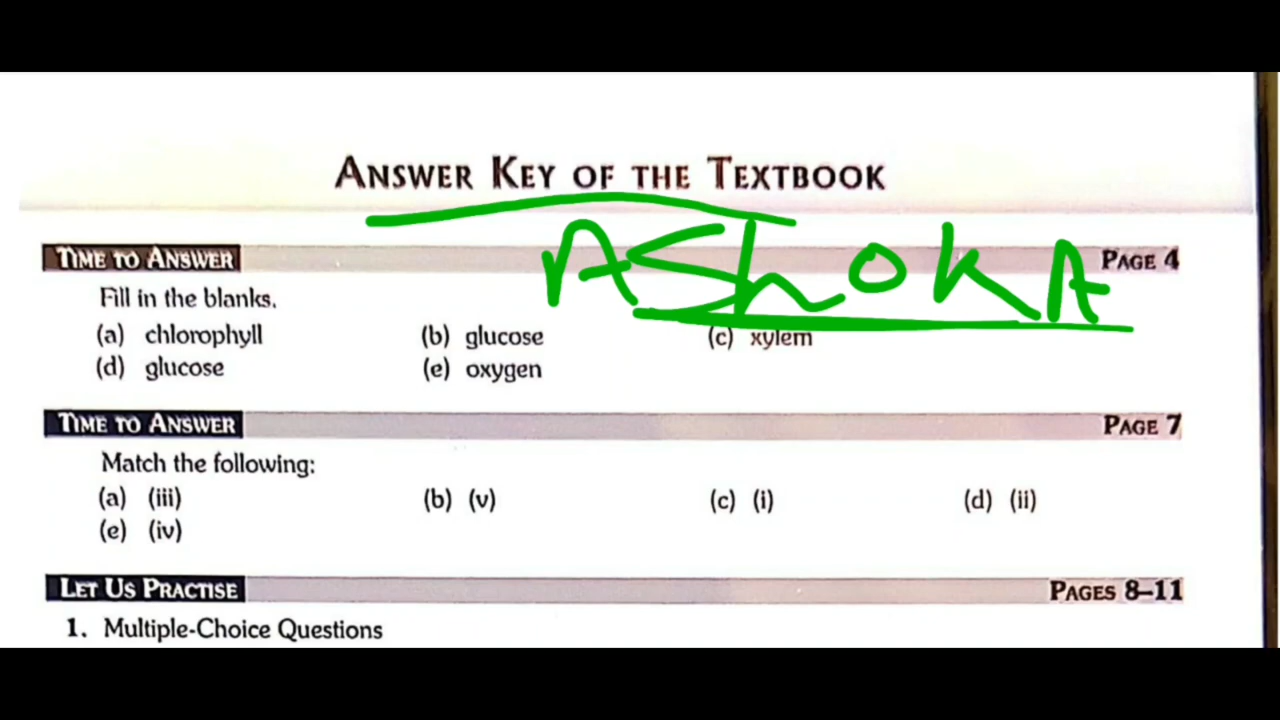 ANSWER KEY OF THE TEXTBOOK
AShOKA
TIME TO ANSWER PAGE 4
Fill in the blanks.
(a) chlorophyll (b) glucose (c) xylem
(d) glucose (e) oxygen
TIME TO ANSWER PAGE 7
Match the following:
(a) (iii) (b) (v) (c) (i) (d) (ii)
(e) (iv)
LET US PRACTISE PAGES 8–11
1. Multiple-Choice Questions